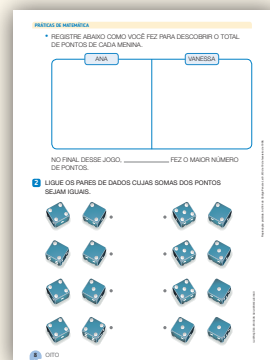 PRÁTICAS DE MATEMÁTICA
• REGISTRE ABAIXO COMO VOCÊ FEZ PARA DESCOBRIR O TOTAL
DE PONTOS DE CADA MENINA.
ANA
VANESSA
NO FINAL DESSE JOGO, ____________ FEZ O MAIOR NÚMERO
DE PONTOS.
2 LIGUE OS PARES DE DADOS CUJAS SOMAS DOS PONTOS
SEJAM IGUAIS.
8 OITO